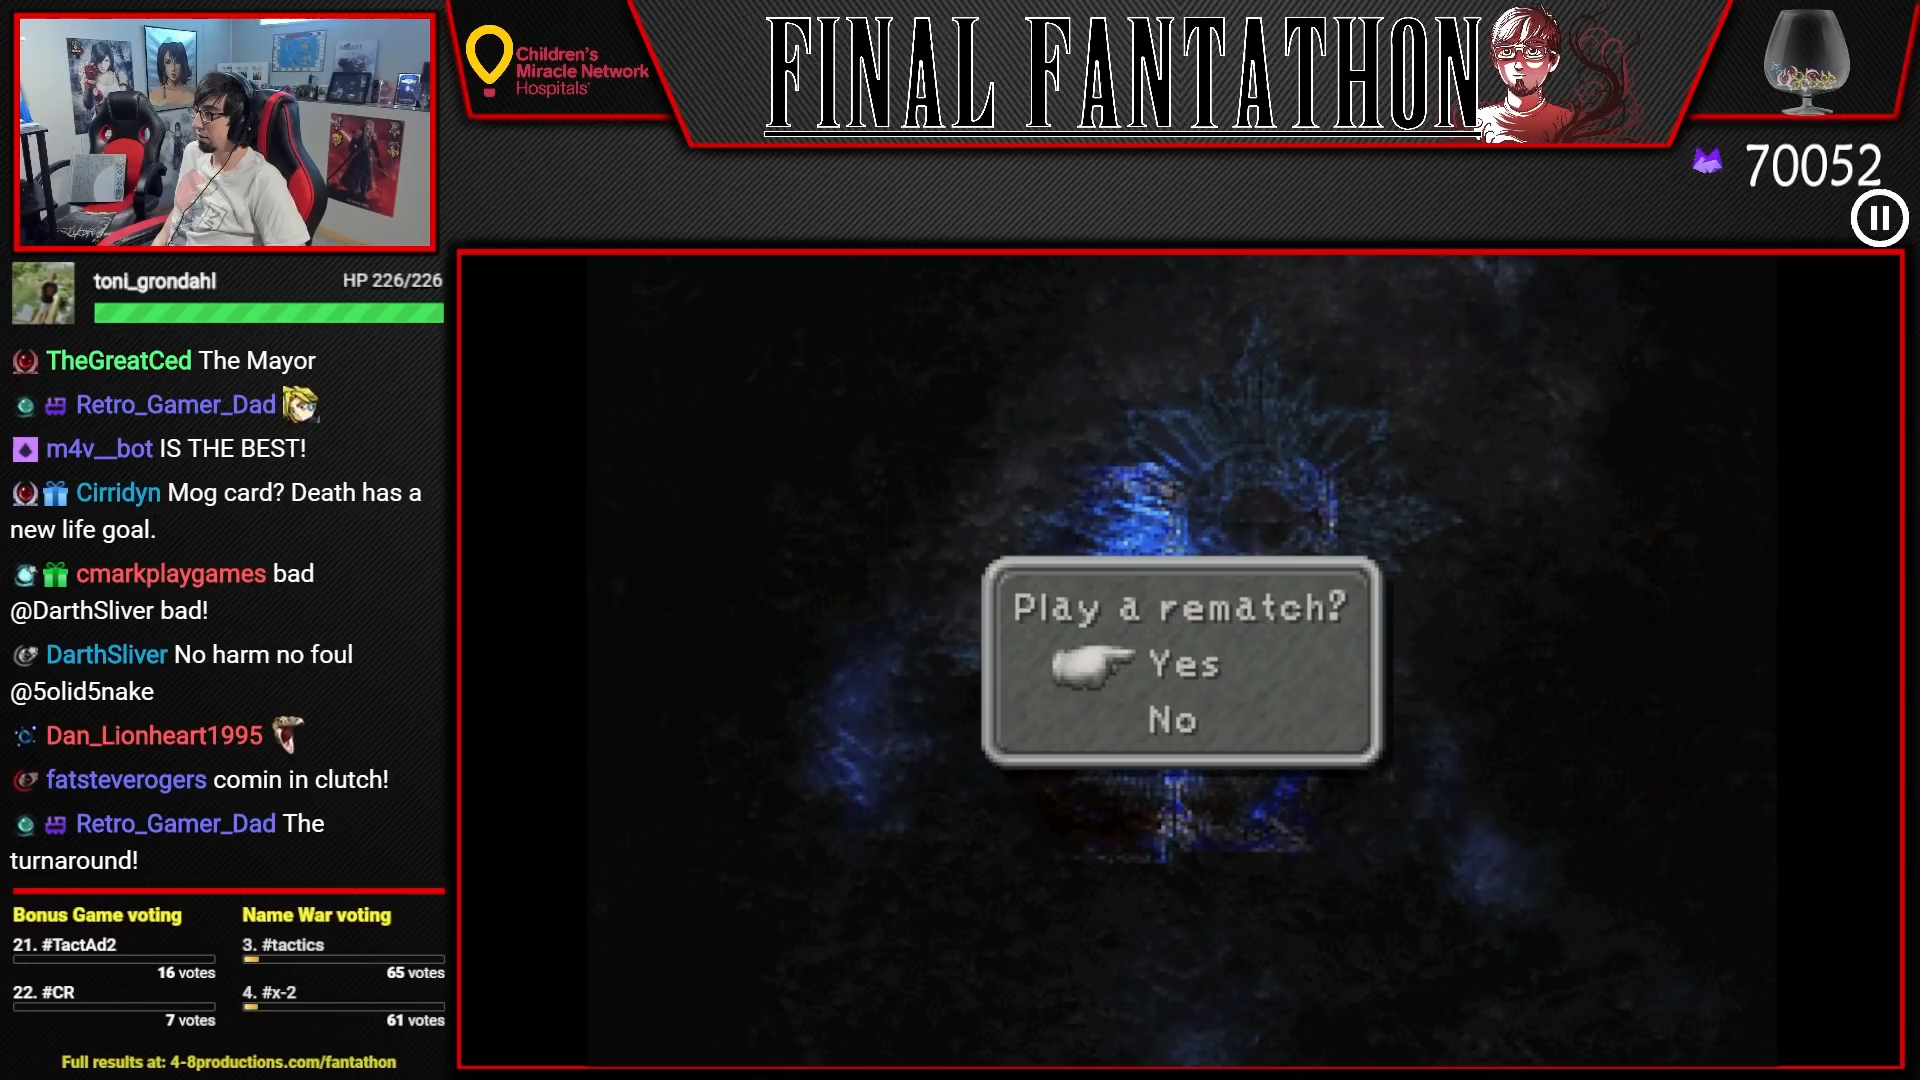 Children's
Miracle Network
Hospitals
FINAL FANTATHON
70052
toni_grondahl HP 226/226
TheGreatCed The Mayor
Retro_Gamer_Dad
m4v__bot IS THE BEST!
Cirridyn Mog card? Death has a
new life goal.
cmarkplaygames bad
@DarthSliver bad!
DarthSliver No harm no foul
@5olid5nake
Dan_Lionheart1995
fatsteverogers comin in clutch!
Retro_Gamer_Dad The
turnaround!
Play a rematch?
Yes
No
Bonus Game voting
21. #TactAd2
16 votes
22. #CR
7 votes
Name War voting
3. #tactics
65 votes
4. #x-2
61 votes
Full results at: 4-8productions.com/fantathon